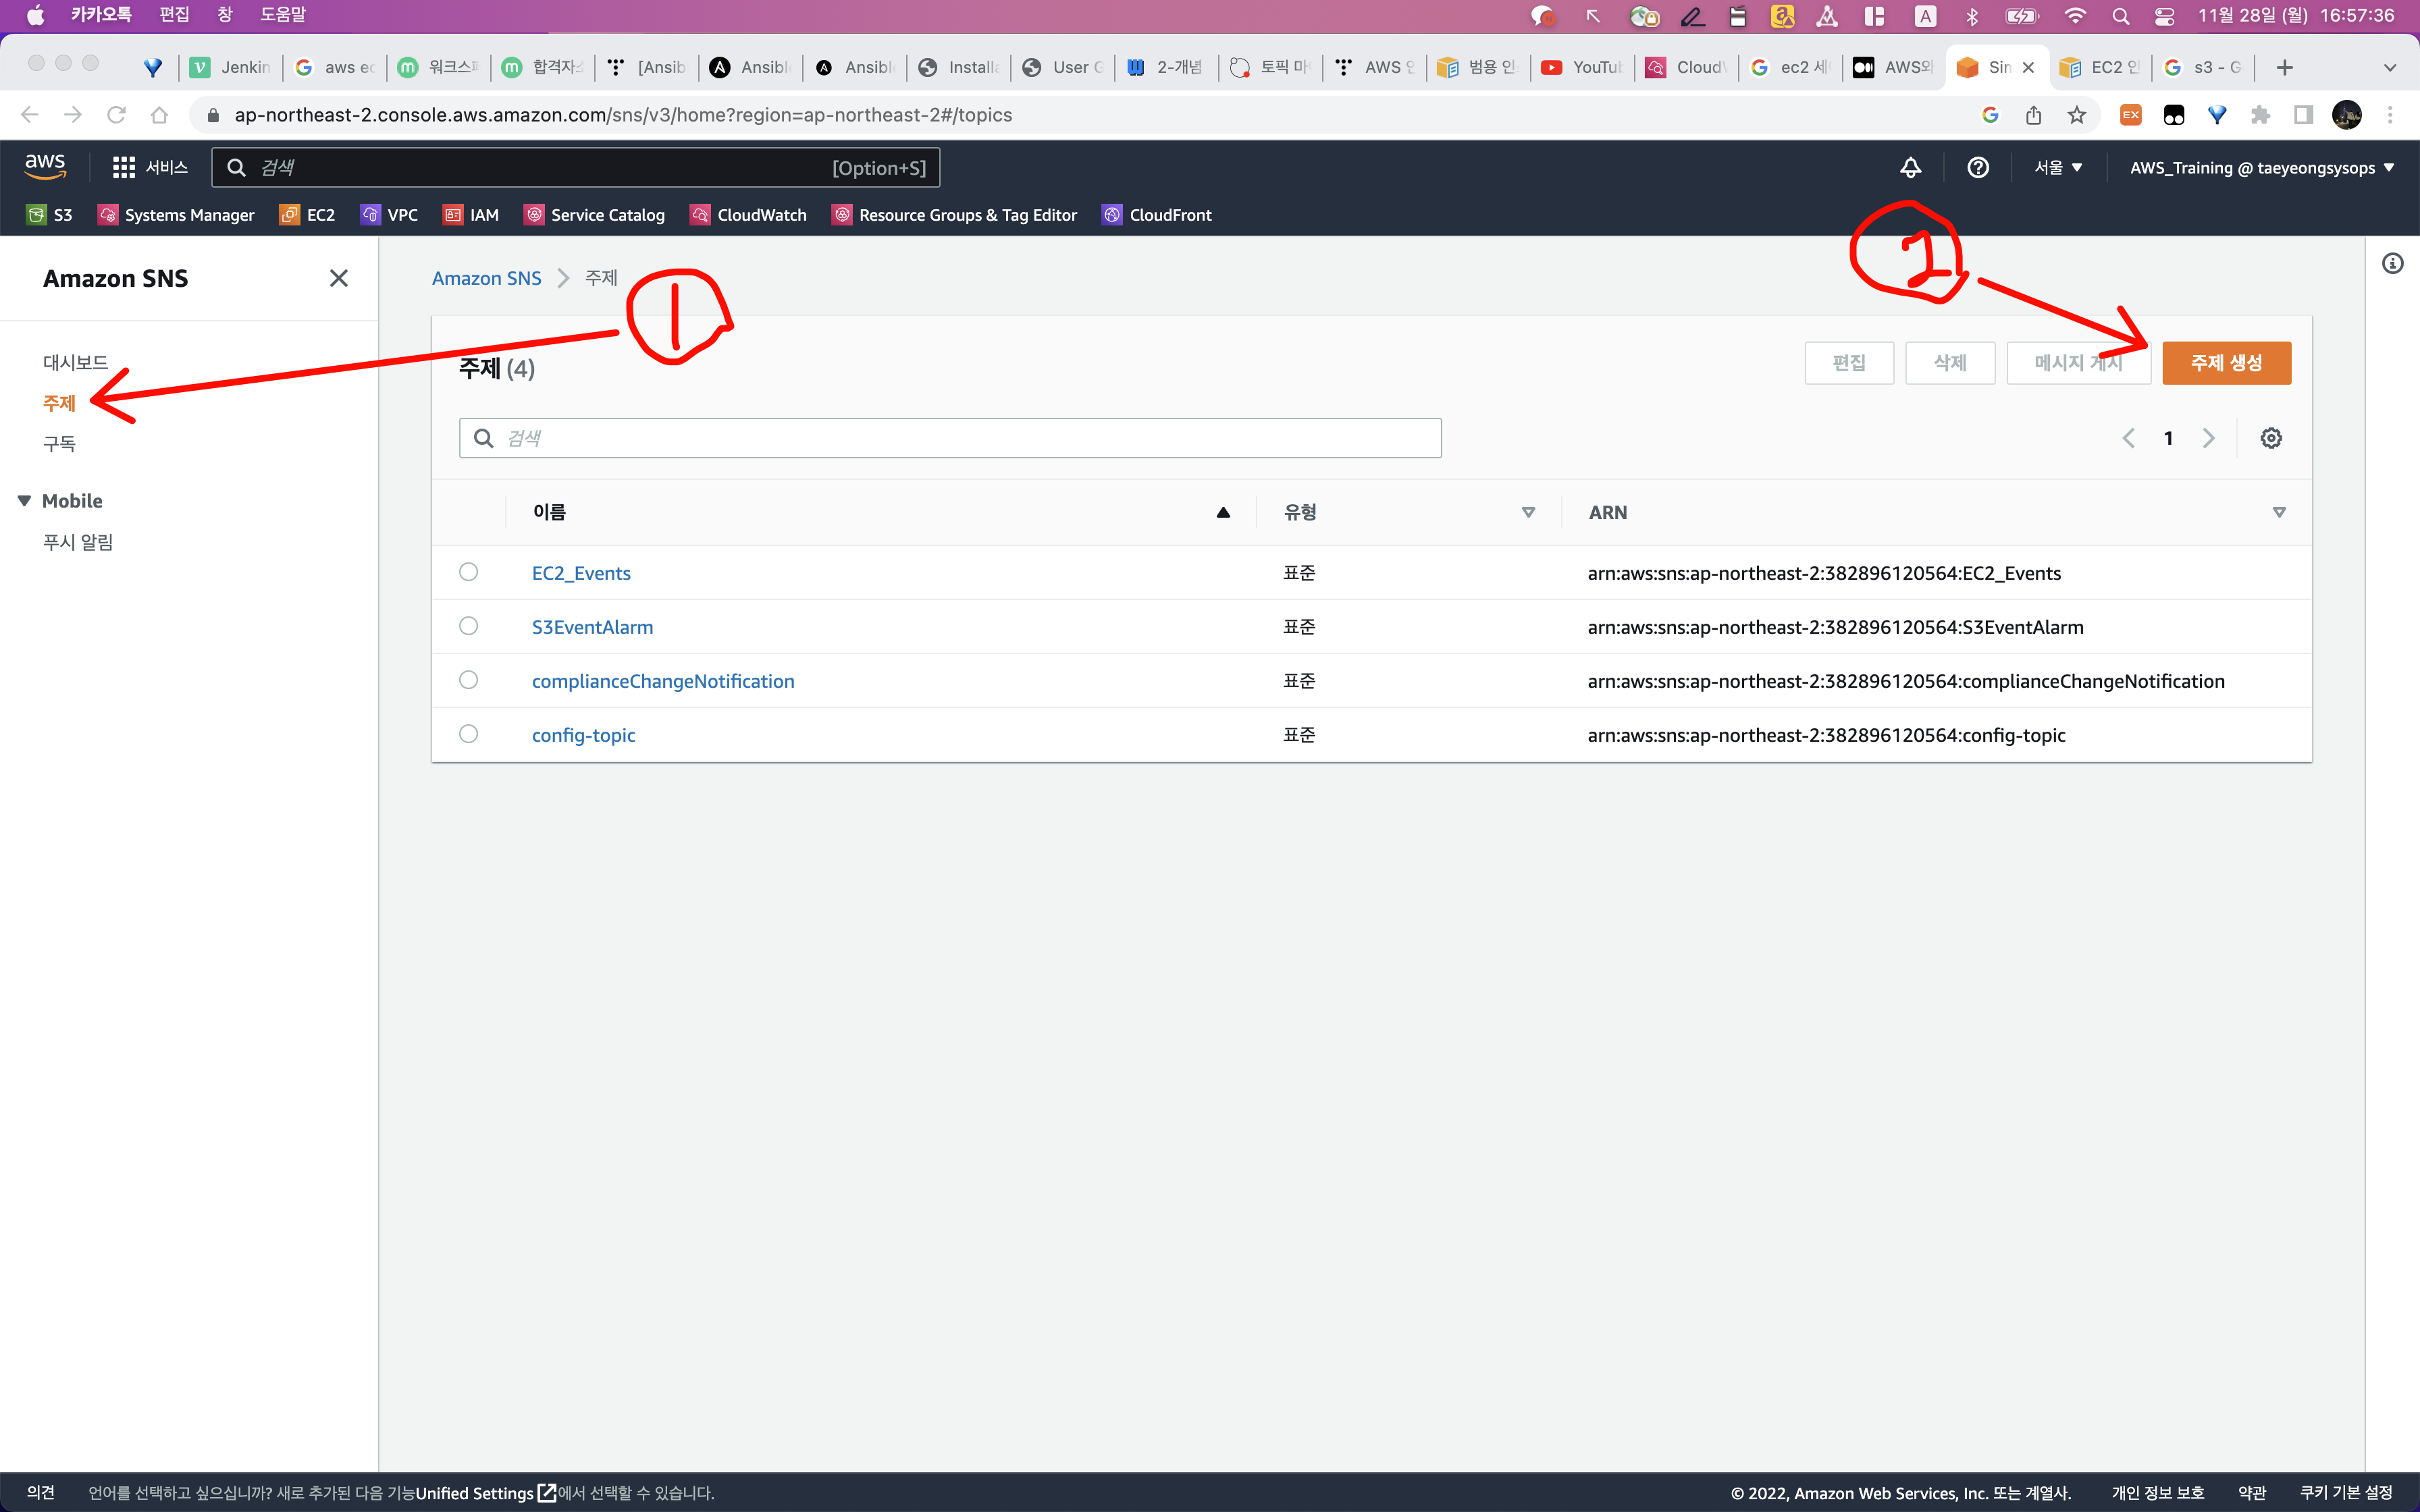 카카오톡 편집 창 도움말 11월 28일 (월) 16:57:36
Jenkin aws ec 워크스페 합격자소 [Ansib Ansibl Ansibl Installa User G 2-개념 토픽 마 AWS 범용 인 YouTub CloudW ec2 세 AWS와 Sim EC2 인 s3 - G
ap-northeast-2.console.aws.amazon.com/sns/v3/home?region=ap-northeast-2#/topics
EX
aws 서비스 검색 [Option+S] 서울 AWS_Training @ taeyeongsysops
S3 Systems Manager EC2 VPC IAM Service Catalog CloudWatch Resource Groups & Tag Editor CloudFront
Amazon SNS
대시보드
주제
구독
Mobile
푸시 알림
Amazon SNS > 주제
1
2
주제 (4)
편집 삭제 메시지 게시 주제 생성
검색
1
이름 유형 ARN
EC2_Events 표준 arn:aws:sns:ap-northeast-2:382896120564:EC2_Events
S3EventAlarm 표준 arn:aws:sns:ap-northeast-2:382896120564:S3EventAlarm
complianceChangeNotification 표준 arn:aws:sns:ap-northeast-2:382896120564:complianceChangeNotification
config-topic 표준 arn:aws:sns:ap-northeast-2:382896120564:config-topic
의견 언어를 선택하고 싶으십니까? 새로 추가된 다음 기능Unified Settings에서 선택할 수 있습니다. © 2022, Amazon Web Services, Inc. 또는 계열사. 개인 정보 보호 약관 쿠키 기본 설정